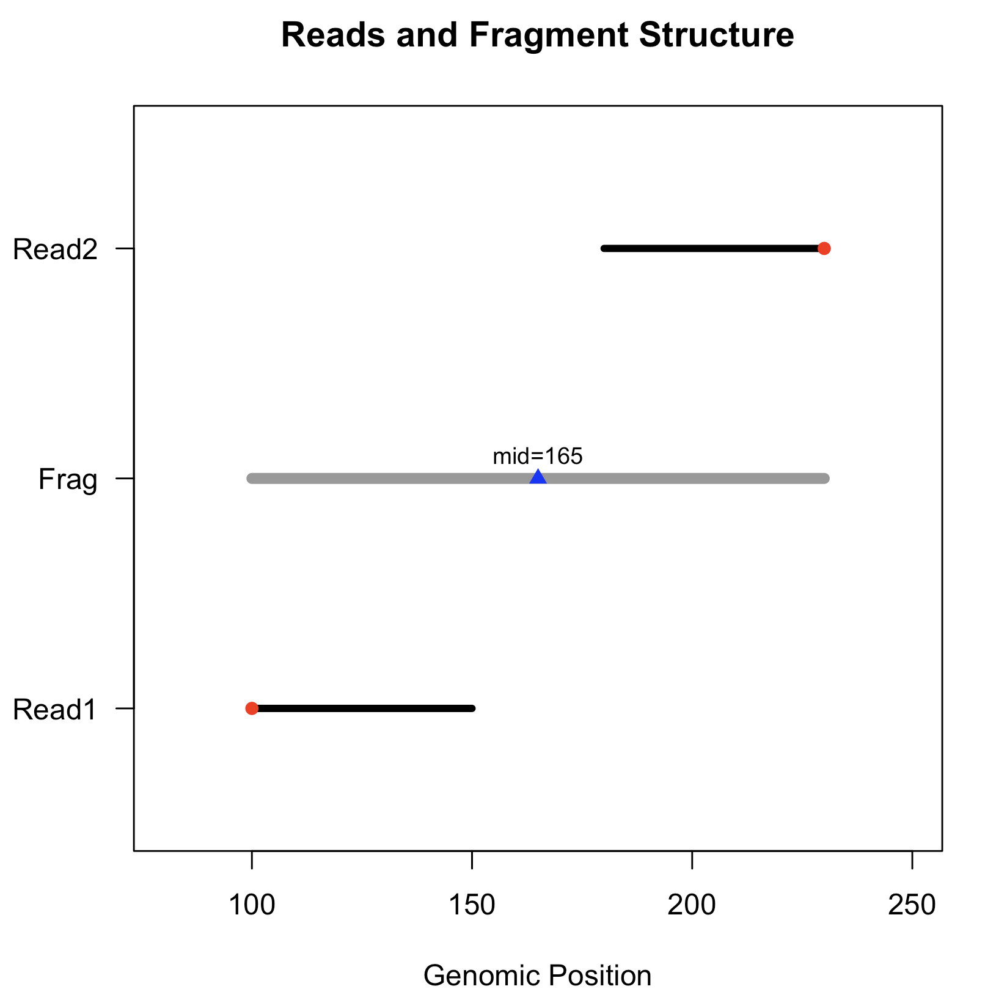 Reads and Fragment Structure
Read2
mid=165
Frag
Read1
100 150 200 250
Genomic Position